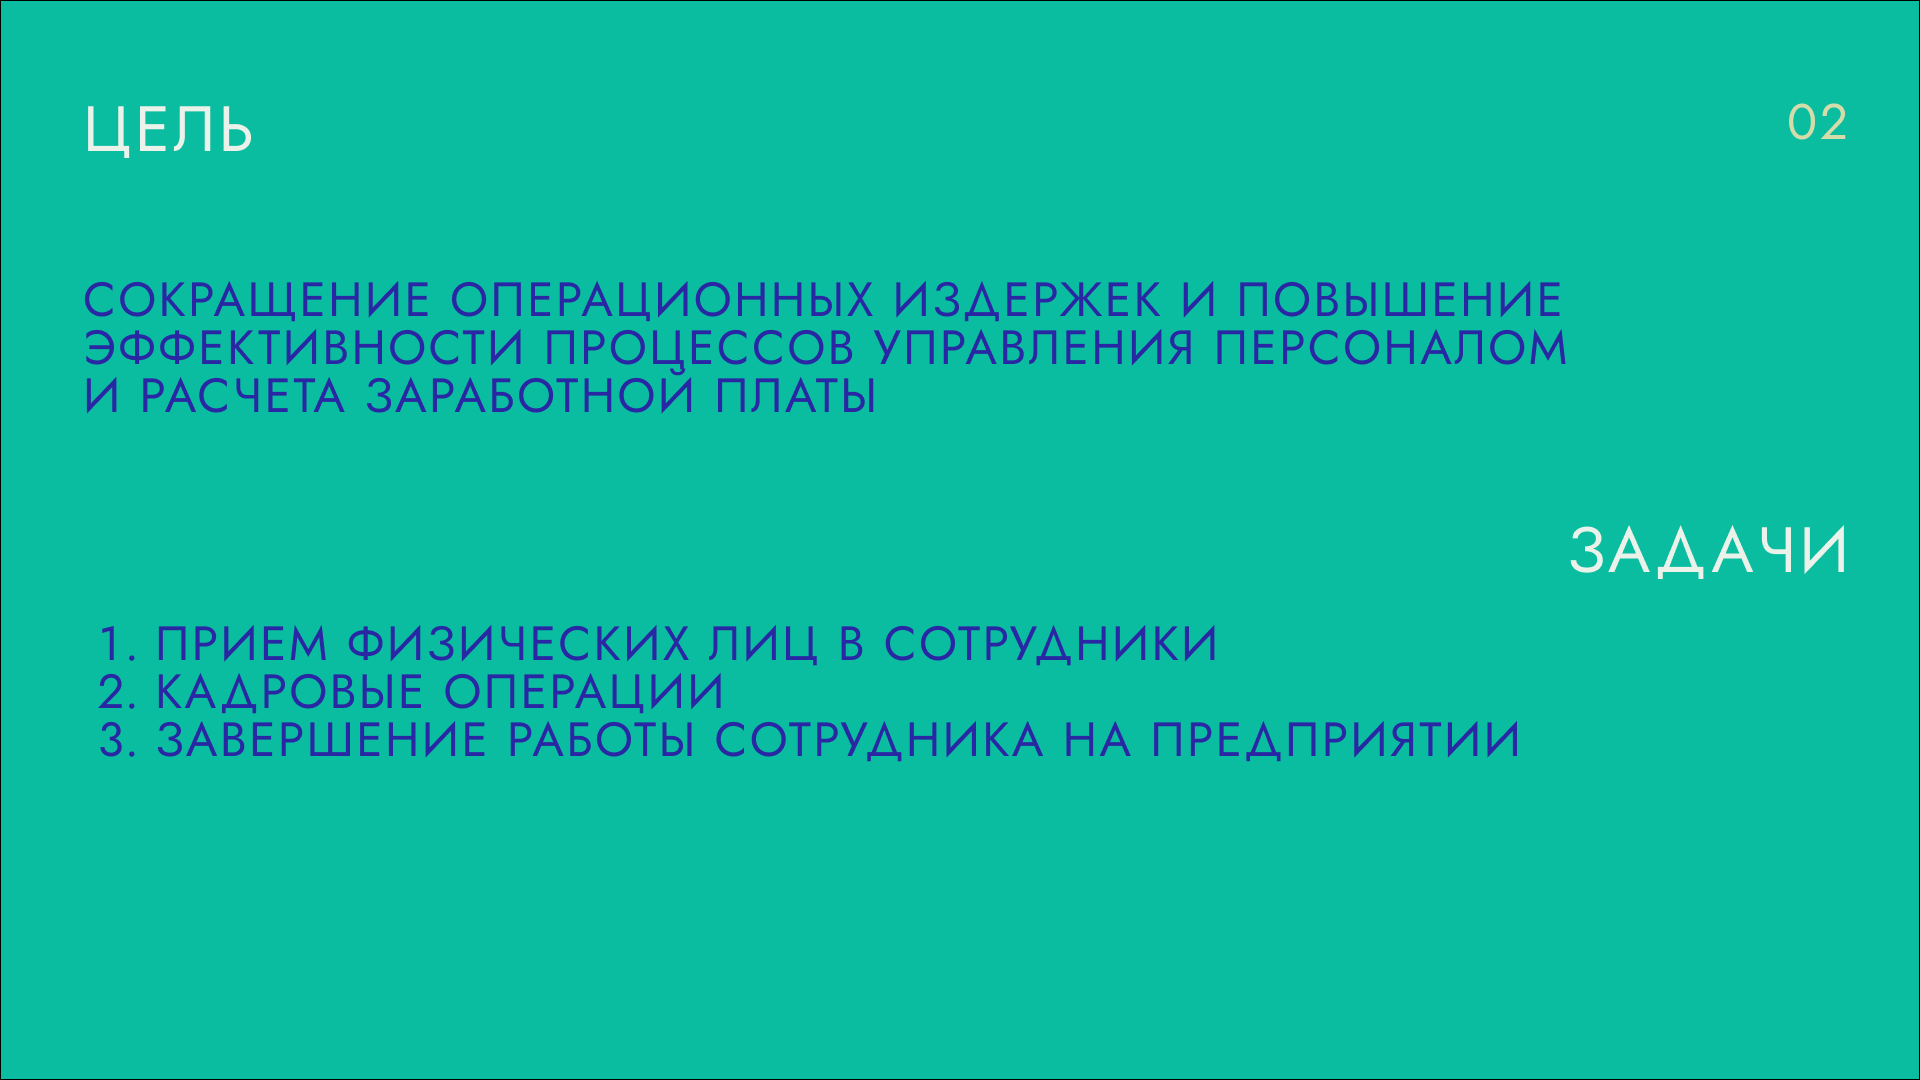 ЦЕЛЬ
02
СОКРАЩЕНИЕ ОПЕРАЦИОННЫХ ИЗДЕРЖЕК И ПОВЫШЕНИЕ
ЭФФЕКТИВНОСТИ ПРОЦЕССОВ УПРАВЛЕНИЯ ПЕРСОНАЛОМ
И РАСЧЕТА ЗАРАБОТНОЙ ПЛАТЫ
ЗАДАЧИ
1. ПРИЕМ ФИЗИЧЕСКИХ ЛИЦ В СОТРУДНИКИ
2. КАДРОВЫЕ ОПЕРАЦИИ
3. ЗАВЕРШЕНИЕ РАБОТЫ СОТРУДНИКА НА ПРЕДПРИЯТИИ